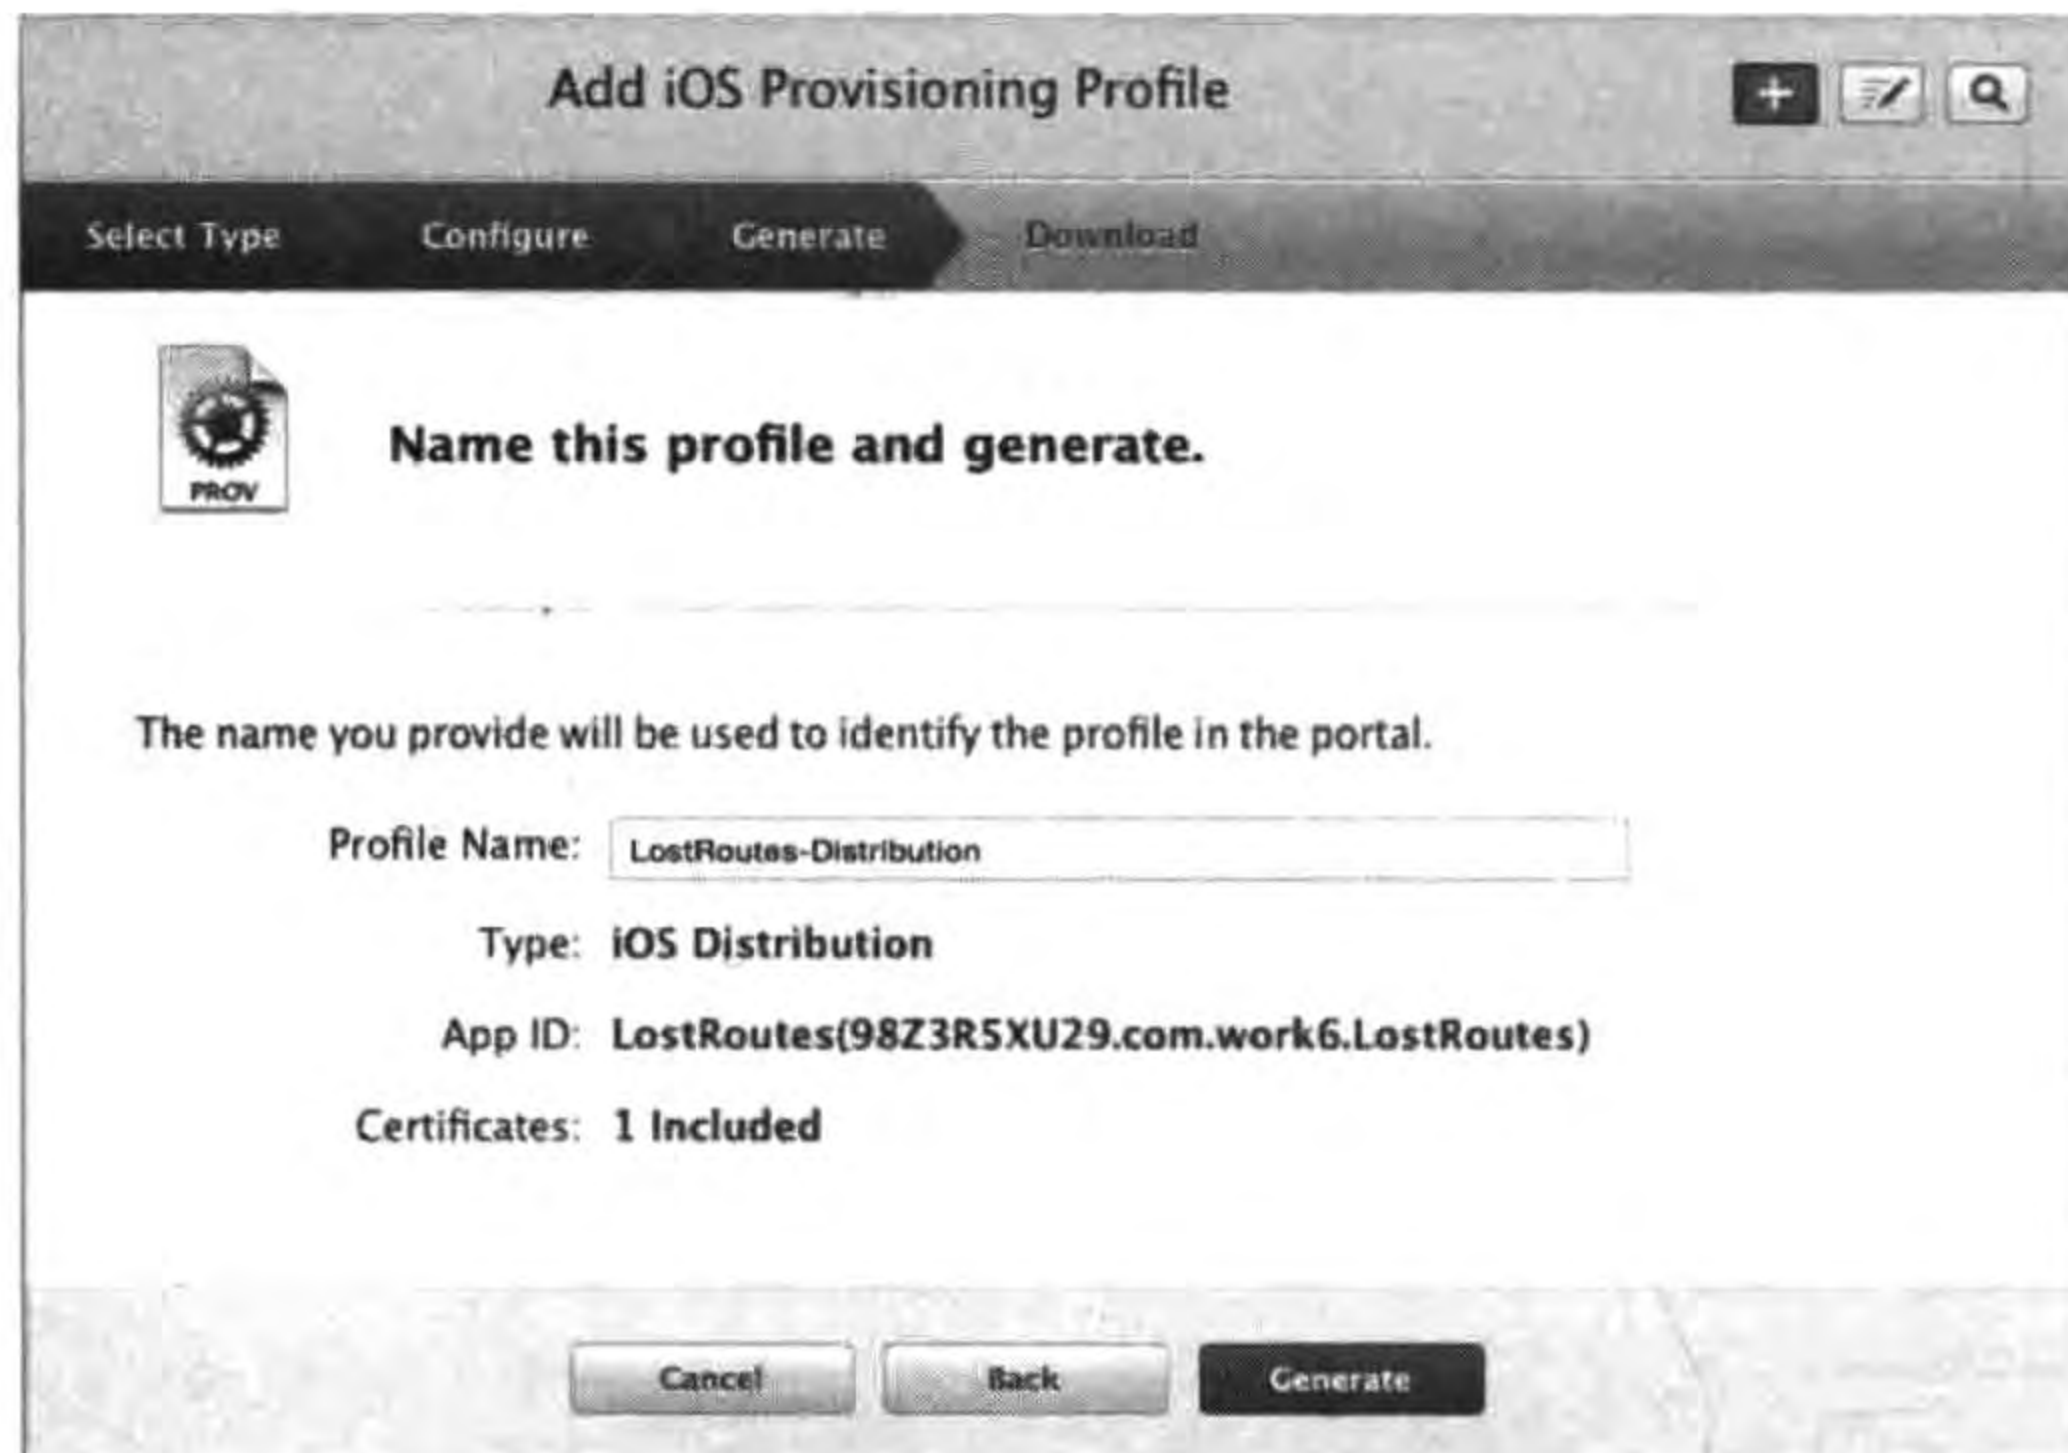 Add iOS Provisioning Profile
Select Type Configure Generate Download
PROV
Name this profile and generate.
The name you provide will be used to identify the profile in the portal.
Profile Name: LostRoutes-Distribution
Type: iOS Distribution
App ID: LostRoutes(98Z3R5XU29.com.work6.LostRoutes)
Certificates: 1 Included
Cancel Back Generate